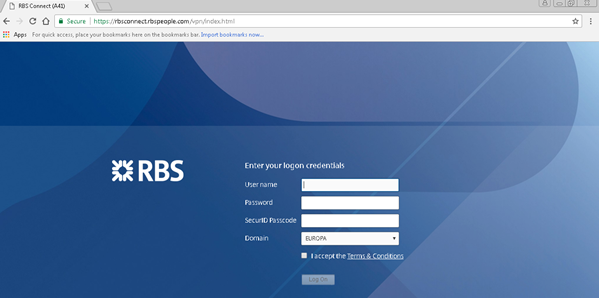 RBS Connect (A41)
Secure https://rbsconnect.rbspeople.com/vpn/index.html
Apps For quick access, place your bookmarks here on the bookmarks bar. Import bookmarks now...
RBS
Enter your logon credentials
User name
Password
SecurID Passcode
Domain EUROPA
I accept the Terms & Conditions
Log On